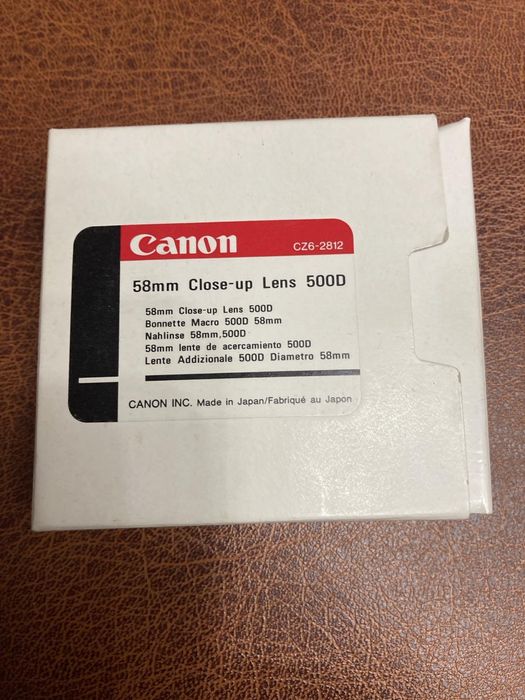 Canon CZ6-2812
58mm Close-up Lens 500D
58mm Close-up Lens 500D
Bonnette Macro 500D 58mm
Nahlinse 58mm,500D
58mm lente de acercamiento 500D
Lente Addizionale 500D Diametro 58mm
CANON INC. Made in Japan/Fabriqué au Japon